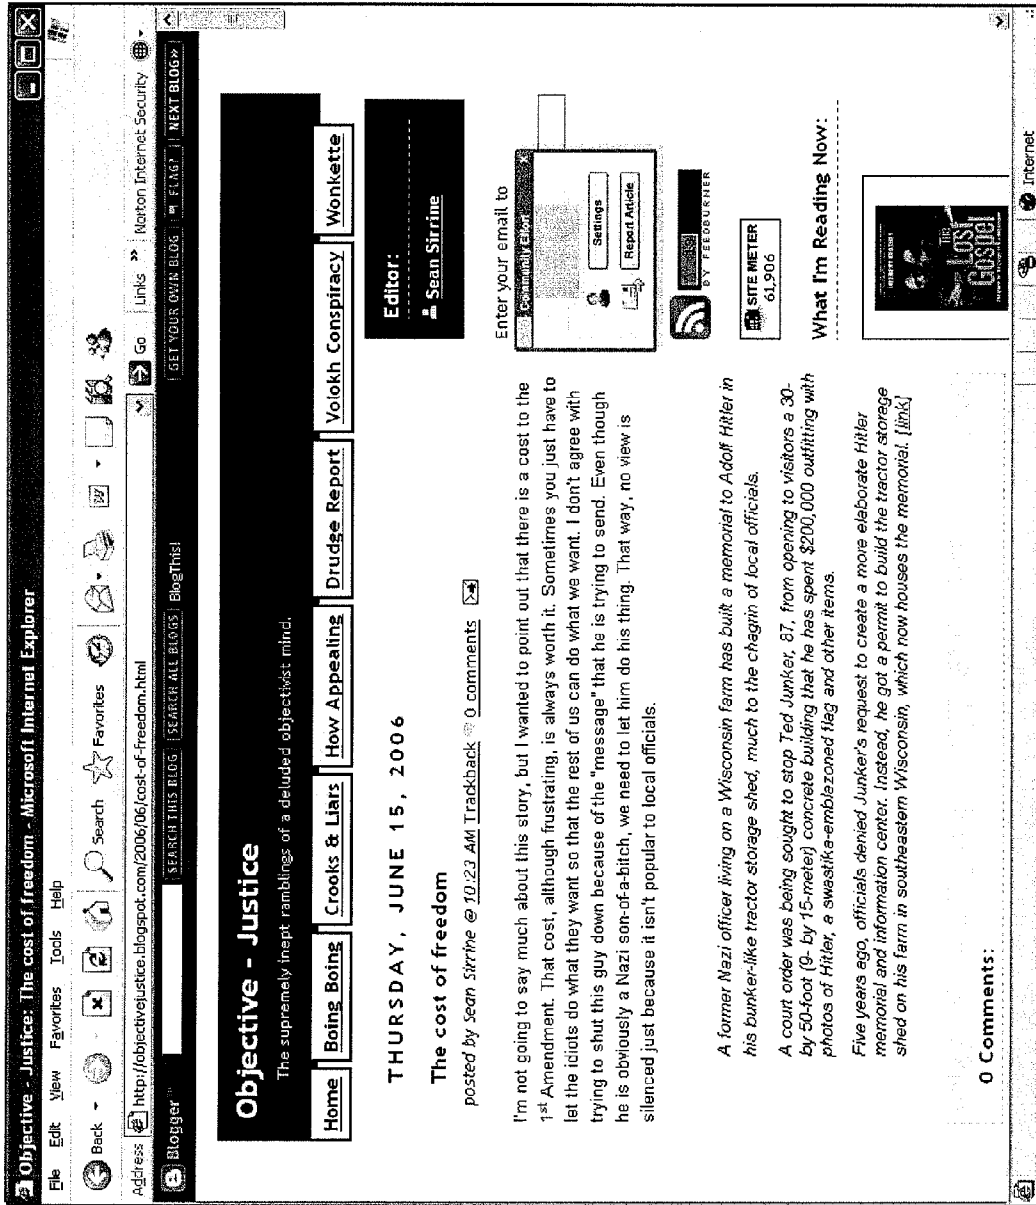 Objective - Justice: The cost of freedom - Microsoft Internet Explorer
File Edit View Favorites Tools Help
Back Search Favorites
Address http://objectivejustice.blogspot.com/2006/06/cost-of-freedom.html Go Links » Norton Internet Security
Blogger SEARCH THIS BLOG SEARCH ALL BLOGS BlogThis! GET YOUR OWN BLOG FLAG? NEXT BLOG»
Objective - Justice
The supremely inept ramblings of a deluded objectivist mind.
Home Boing Boing Crooks & Liars How Appealing Drudge Report Volokh Conspiracy Wonkette
THURSDAY, JUNE 15, 2006
The cost of freedom
posted by Sean Sirrine @ 10:23 AM Trackback 0 comments
I'm not going to say much about this story, but I wanted to point out that there is a cost to the
1st Amendment. That cost, although frustrating, is always worth it. Sometimes you just have to
let the idiots do what they want so that the rest of us can do what we want. I don't agree with
trying to shout this guy down because of the "message" that he is trying to send. Even though
he is obviously a Nazi son-of-a-bitch, we need to let him do his thing. That way, no view is
silenced just because it isn't popular to local officials.
A former Nazi officer living on a Wisconsin farm has built a memorial to Adolf Hitler in
his bunker-like tractor storage shed, much to the chagrin of local officials.
A court order was being sought to stop Ted Junker, 87, from opening to visitors a 30-
by 50-foot (9- by 15-meter) concrete building that he has spent $200,000 outfitting with
photos of Hitler, a swastika-emblazoned flag and other items.
Five years ago, officials denied Junker's request to create a more elaborate Hitler
memorial and information center. Instead, he got a permit to build the tractor storage
shed on his farm in southeastern Wisconsin, which now houses the memorial. [link]
0 Comments:
Editor:
Sean Sirrine
Enter your email to
Community Effort
Settings
Report Article
BY FEEDBURNER
SITE METER
61,906
What I'm Reading Now:
THE
LOST
GOSPEL
Internet